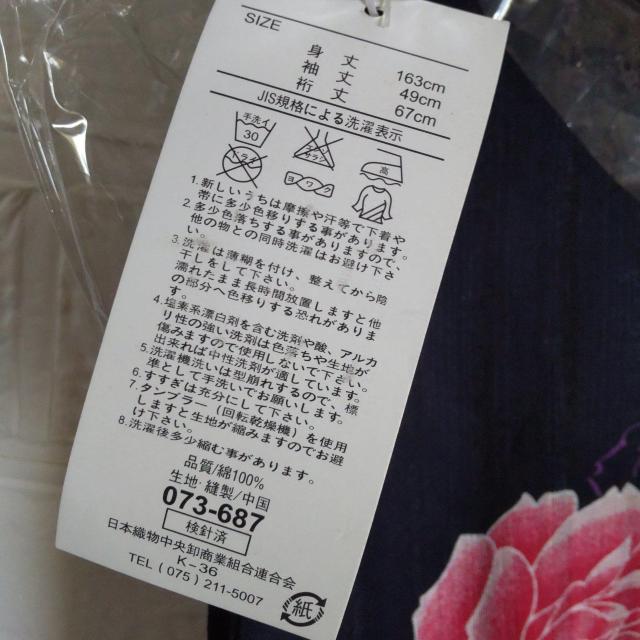 SIZE
身丈 163cm
袖丈 49cm
裄丈 67cm
JIS規格による洗濯表示
手洗イ
30
エンソ
サラシ
高
ドライ
ヨワク
1. 新しいうちは摩擦や汗等で下着や
帯に多少色移りする事があります。
2. 多少色落ちする事がありますので、
他の物との同時洗濯はお避け下さ
い。
3. 洗濯は薄糊を付け、整えてから陰
干しをして下さい。
濡れたまま長時間放置しますと他
の部分へ色移りする恐れがありま
す。
4. 塩素系漂白剤を含む洗剤や酸、アルカ
リ性の強い洗剤は色落ちや生地が
傷みますので使用しないで下さい。
出来れば中性洗剤が適しています。
5. 洗濯機洗いは型崩れするので、標
準として手洗いでお願いします。
6. すすぎは充分にして下さい。
7. タンブラー（回転乾燥機）を使用
しますと生地が縮みますのでお避
け下さい。
8. 洗濯後多少縮む事があります。
品質/綿100%
生地・縫製/中国
073-687
検針済
日本織物中央卸商業組合連合会
K-36
TEL（075）211-5007
紙